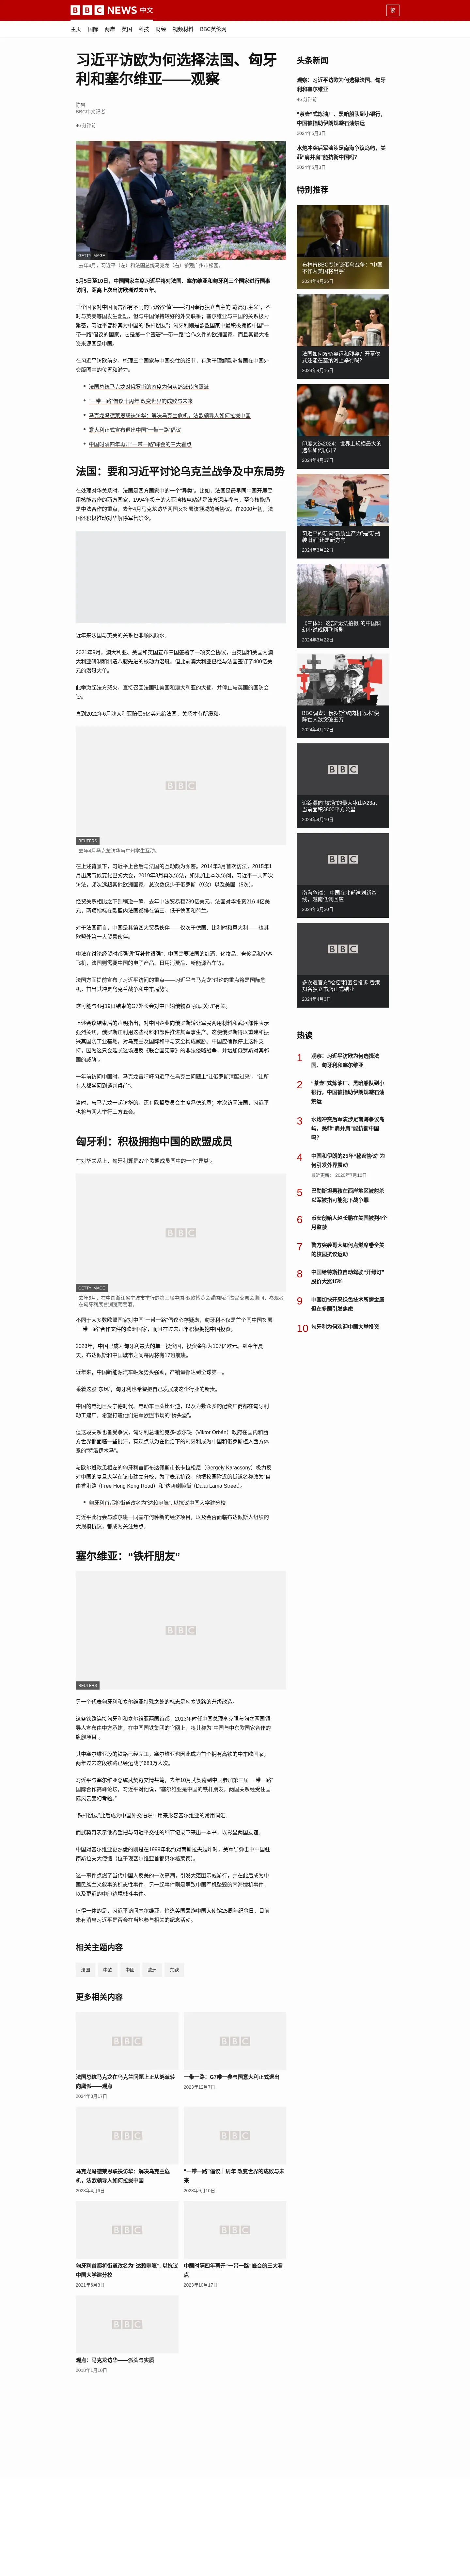 BBC NEWS 中文
繁
主页 国际 两岸 英国 科技 财经 视频材料 BBC英伦网
习近平访欧为何选择法国、匈牙
利和塞尔维亚——观察
BBC中文记者
46 分钟前
GETTY IMAGE
去年4月，习近平（左）和法国总统马克龙（右）参观广州市松园。
5月5日至10日，中国国家主席习近平将对法国、塞尔维亚和匈牙利三个国家进行国事
访问，距离上次出访欧洲过去五年。
三个国家对中国而言都有不同的“战略价值”——法国奉行独立自主的“戴高乐主义”，不
时与英美等国发生龃龉，但与中国保持较好的外交联系；塞尔维亚与中国的关系极为
紧密，习近平曾称其为中国的“铁杆朋友”；匈牙利则是欧盟国家中最积极拥抱中国“一
带一路”倡议的国家，它是第一个签署“一带一路”合作文件的欧洲国家，而且其最大投
资来源国是中国。
在习近平访欧前夕，梳理三个国家与中国交往的细节，有助于理解欧洲各国在中国外
交版图中的位置和潜力。
法国总统马克龙对俄罗斯的态度为何从鸽派转向鹰派
“一带一路”倡议十周年 改变世界的成败与未来
马克龙冯德莱恩联袂访华：解决乌克兰危机，法欧领导人如何拉拢中国
意大利正式宣布退出中国“一带一路”倡议
中国时隔四年再开“一带一路”峰会的三大看点
法国：要和习近平讨论乌克兰战争及中东局势
在处理对华关系时，法国是西方国家中的一个“异类”。比如，法国是最早同中国开展民
用核能合作的西方国家，1994年投产的大亚湾核电站就是法方深度参与，至今核能仍
是中法合作的重点，去年4月马克龙访华两国又签署该领域的新协议。在2000年初，法
国还积极推动对华解除军售禁令。
近年来法国与英美的关系也非顺风顺水。
2021年9月，澳大利亚、美国和英国宣布三国签署了一项安全协议，由英国和美国为澳
大利亚研制和制造八艘先进的核动力潜艇。但此前澳大利亚已经与法国签订了400亿美
元的潜艇大单。
此举激起法方怒火，直接召回法国驻美国和澳大利亚的大使，并停止与英国的国防会
谈。
直到2022年6月澳大利亚赔偿6亿美元给法国，关系才有所缓和。
BBC
REUTERS
去年4月马克龙访华与广州学生互动。
在上述背景下，习近平上台后与法国的互动颇为频密。2014年3月首次访法，2015年1
月出席气候变化巴黎大会，2019年3月再次访法，如果加上本次访问，习近平一共四次
访法，频次远超其他欧洲国家，总次数仅少于俄罗斯（9次）以及美国（5次）。
经贸关系相比之下则稍逊一筹，去年中法贸易额789亿美元，法国对华投资216.4亿美
元，两项指标在欧盟内法国都排在第三，低于德国和荷兰。
对于法国而言，中国是其第四大贸易伙伴——仅次于德国、比利时和意大利——也其
欧盟外第一大贸易伙伴。
中法在讨论经贸时都强调“互补性很强”，中国需要法国的红酒、化妆品、奢侈品和空客
飞机，法国则需要中国的电子产品、日用消费品、新能源汽车等。
法国方面提前宣布了习近平访问的重点——习近平与马克龙“讨论的重点将是国际危
机，首当其冲是乌克兰战争和中东局势”。
这可能与4月19日结束的G7外长会对中国输俄物资“强烈关切”有关。
上述会议结束后的声明指出，对中国企业向俄罗斯转让军民两用材料和武器部件表示
强烈关切，俄罗斯正利用这些材料和部件推进其军事生产。这使俄罗斯得以重建和振
兴其国防工业基地，对乌克兰及国际和平与安全构成威胁。中国应确保停止这种支
持，因为这只会延长这场违反《联合国宪章》的非法侵略战争，并增加俄罗斯对其邻
国的威胁”。
一年前访问中国时，马克龙曾呼吁习近平在乌克兰问题上“让俄罗斯清醒过来”，“让所
有人都坐回到谈判桌前”。
当时，与马克龙一起访华的，还有欧盟委员会主席冯德莱恩；本次访问法国，习近平
也将与两人举行三方峰会。
匈牙利：积极拥抱中国的欧盟成员
在对华关系上，匈牙利算是27个欧盟成员国中的一个“异类”。
BBC
GETTY IMAGE
去年5月，在中国浙江省宁波市举行的第三届中国-亚欧博览会暨国际消费品交易会期间，参观者
在匈牙利展台浏览葡萄酒。
不同于大多数欧盟国家对中国“一带一路”倡议心存疑虑，匈牙利不仅是首个同中国签署
“一带一路”合作文件的欧洲国家，而且在过去几年积极拥抱中国投资。
2023年，中国已成为匈牙利最大的单一投资国，投资金额为107亿欧元。到今年夏
天，布达佩斯和中国城市之间每周将有17班航班。
近年来，中国新能源汽车崛起势头强劲，产销量都达到全球第一。
乘着这股“东风”，匈牙利也希望把自己发展成这个行业的新贵。
中国的电池巨头宁德时代、电动车巨头比亚迪，以及为数众多的配套厂商都在匈牙利
动工建厂，希望打造他们进军欧盟市场的“桥头堡”。
但这段关系也备受争议，匈牙利总理维克多·欧尔班（Viktor Orbán）政府在国内和西
方世界都面临一些批评，有观点认为在他治下的匈牙利成为中国和俄罗斯植入西方体
系的“特洛伊木马”。
与欧尔班政见相左的匈牙利首都布达佩斯市长卡拉松尼（Gergely Karacsony）极力反
对中国的复旦大学在该市建立分校，为了表示抗议，他把校园附近的街道名称改为“自
由香港路”（Free Hong Kong Road）和“达赖喇嘛街”（Dalai Lama Street）。
匈牙利首都将街道改名为“达赖喇嘛”, 以抗议中国大学建分校
习近平此行会与欧尔班一同宣布何种新的经济项目，以及会否面临布达佩斯人组织的
大规模抗议，都成为关注焦点。
塞尔维亚：“铁杆朋友”
BBC
REUTERS
另一个代表匈牙利和塞尔维亚特殊之处的标志是匈塞铁路的升级改造。
这条铁路连接匈牙利和塞尔维亚两国首都，2013年时任中国总理李克强与匈塞两国领
导人宣布由中方承建，在中国国铁集团的官网上，将其称为“中国与中东欧国家合作的
旗舰项目”。
其中塞尔维亚段的铁路已经完工，塞尔维亚也因此成为首个拥有高铁的中东欧国家，
两年过去这段铁路已经运载了683万人次。
习近平与塞尔维亚总统武契奇交情甚笃。去年10月武契奇到中国参加第三届“一带一路”
国际合作高峰论坛，习近平对他说，“塞尔维亚是中国的铁杆朋友，两国关系经受住国
际风云变幻考验。”
“铁杆朋友”此后成为中国外交语境中用来形容塞尔维亚的常用词汇。
而武契奇表示他希望把与习近平交往的细节记录下来出一本书，以彰显两国友谊。
中国对塞尔维亚更熟悉的则是在1999年北约对南斯拉夫轰炸时，美军导弹击中中国驻
南斯拉夫大使馆（位于现塞尔维亚首都贝尔格莱德）。
这一事件点燃了当代中国人反美的一次高潮，引发大范围示威游行，并在此后成为中
国民族主义叙事的标志性事件，另一起事件则是导致中国军机坠毁的南海撞机事件，
以及更近的中印边境械斗事件。
值得一体的是，习近平访问塞尔维亚，恰逢美国轰炸中国大使馆25周年纪念日，目前
未有消息习近平是否会在当地参与相关的纪念活动。
相关主题内容
法国 中欧 中國 欧洲 东欧
更多相关内容
BBC BBC
法国总统马克龙在乌克兰问题上正从鸽派转
向鹰派——观点
2024年3月17日
一带一路：G7唯一参与国意大利正式退出
2023年12月7日
BBC BBC
马克龙冯德莱恩联袂访华：解决乌克兰危
机，法欧领导人如何拉拢中国
2023年4月6日
“一带一路”倡议十周年 改变世界的成败与未
来
2023年9月10日
BBC BBC
匈牙利首都将街道改名为“达赖喇嘛”, 以抗议
中国大学建分校
2021年6月3日
中国时隔四年再开“一带一路”峰会的三大看
点
2023年10月17日
BBC
观点：马克龙访华——派头与实质
2018年1月10日
头条新闻
观察：习近平访欧为何选择法国、匈牙
利和塞尔维亚
46 分钟前
“茶壶”式炼油厂、黑暗船队到小银行，
中国被指助伊朗规避石油禁运
2024年5月3日
水炮冲突后军演涉足南海争议岛屿，美
菲“肩并肩”能抗衡中国吗？
2024年5月3日
特别推荐
布林肯BBC专访谈俄乌战争：“中国
不作为美国将出手”
2024年4月26日
法国如何筹备奥运和残奥？开幕仪
式还能在塞纳河上举行吗？
2024年4月16日
印度大选2024：世界上规模最大的
选举如何展开？
2024年4月17日
习近平的新词“新质生产力”是“新瓶
装旧酒”还是新方向
2024年3月22日
《三体》：这部“无法拍摄”的中国科
幻小说成网飞新剧
2024年3月22日
BBC调查：俄罗斯“绞肉机战术”使
阵亡人数突破五万
2024年4月17日
BBC
追踪漂向“坟场”的最大冰山A23a，
当前面积3800平方公里
2024年4月10日
BBC
南海争端： 中国在北部湾划新基
线，越南低调回应
2024年3月20日
BBC
多次遭官方“检控”和匿名投诉 香港
知名独立书店正式结业
2024年4月3日
热读
1 观察：习近平访欧为何选择法
国、匈牙利和塞尔维亚
2 “茶壶”式炼油厂、黑暗船队到小
银行，中国被指助伊朗规避石油
禁运
3 水炮冲突后军演涉足南海争议岛
屿，美菲“肩并肩”能抗衡中国
吗？
4 中国和伊朗的25年“秘密协议”为
何引发外界震动
最后更新： 2020年7月16日
5 巴勒斯坦男孩在西岸地区被射杀
以军被指可能犯下战争罪
6 币安创始人赵长鹏在美国被判4个
月监禁
7 警方突袭哥大如何点燃席卷全美
的校园抗议运动
8 中国给特斯拉自动驾驶“开绿灯”
股价大涨15%
9 中国加快开采绿色技术所需金属
但在多国引发焦虑
10 匈牙利为何欢迎中国大举投资